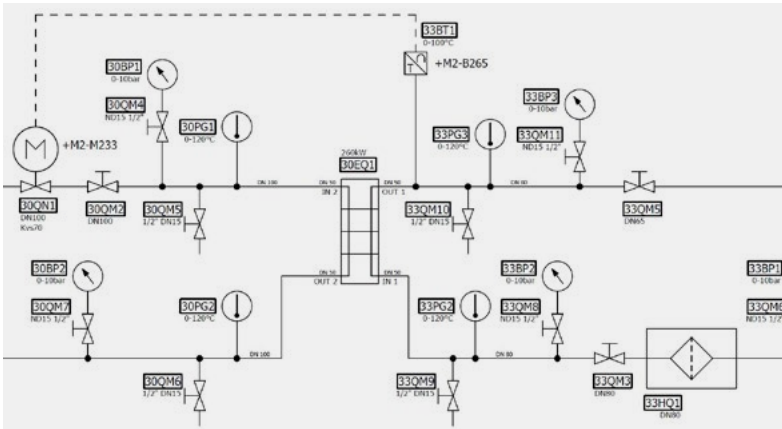 33BT1
0-100°C
+M2-B265
30BP1
0-10bar
30QM4
ND15 1/2"
30PG1
0-120°C
33PG3
0-120°C
33BP3
0-10bar
33QM11
ND15 1/2"
M
+M2-M233
260kW
30EQ1
DN 100
DN 50
IN 2
DN 50
OUT 1
DN 80
30QN1
DN100
Kvs70
30QM2
DN100
30QM5
1/2" DN15
33QM10
1/2" DN15
33QM5
DN65
30BP2
0-10bar
30QM7
ND15 1/2"
30PG2
0-120°C
DN 50
OUT 2
DN 50
IN 1
33PG2
0-120°C
33BP2
0-10bar
33QM8
ND15 1/2"
33BP1
0-10bar
33QM6
ND15 1/2"
DN 100
DN 80
30QM6
1/2" DN15
33QM9
1/2" DN15
33QM3
DN80
33HQ1
DN80